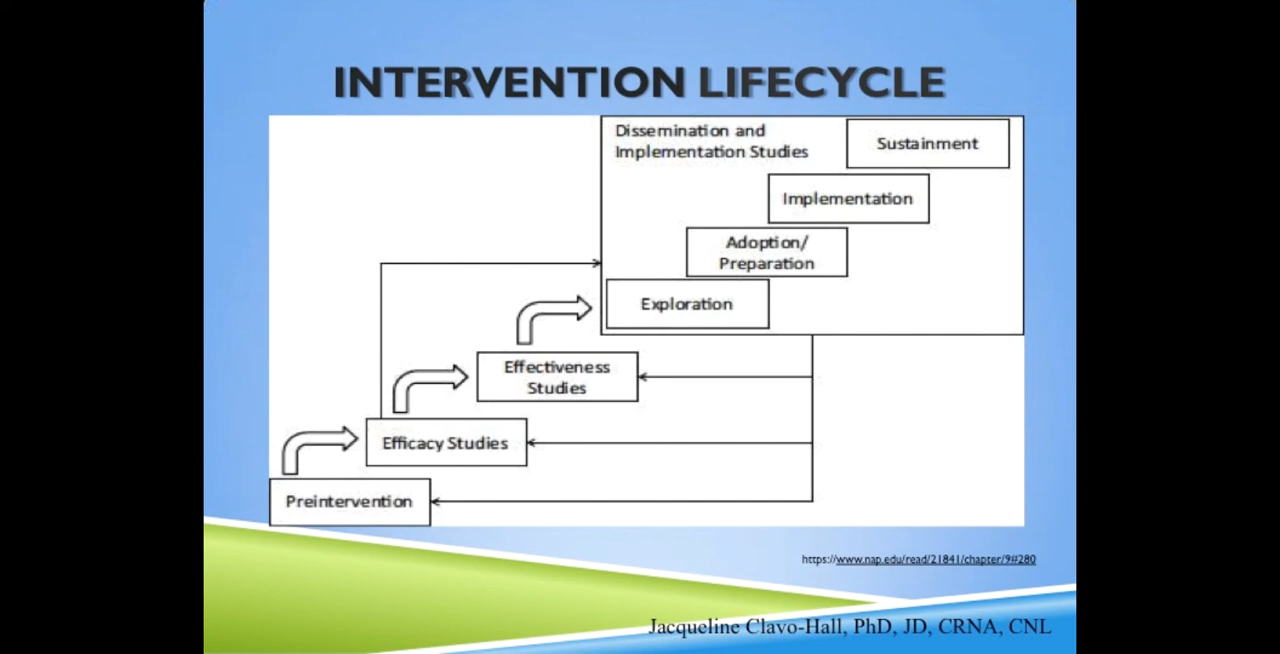 INTERVENTION LIFECYCLE
Dissemination and
Implementation Studies
Sustainment
Implementation
Adoption/
Preparation
Exploration
Effectiveness
Studies
Efficacy Studies
Preintervention
https://www.nap.edu/read/21841/chapter/9#280
Jacqueline Clavo-Hall, PhD, JD, CRNA, CNL